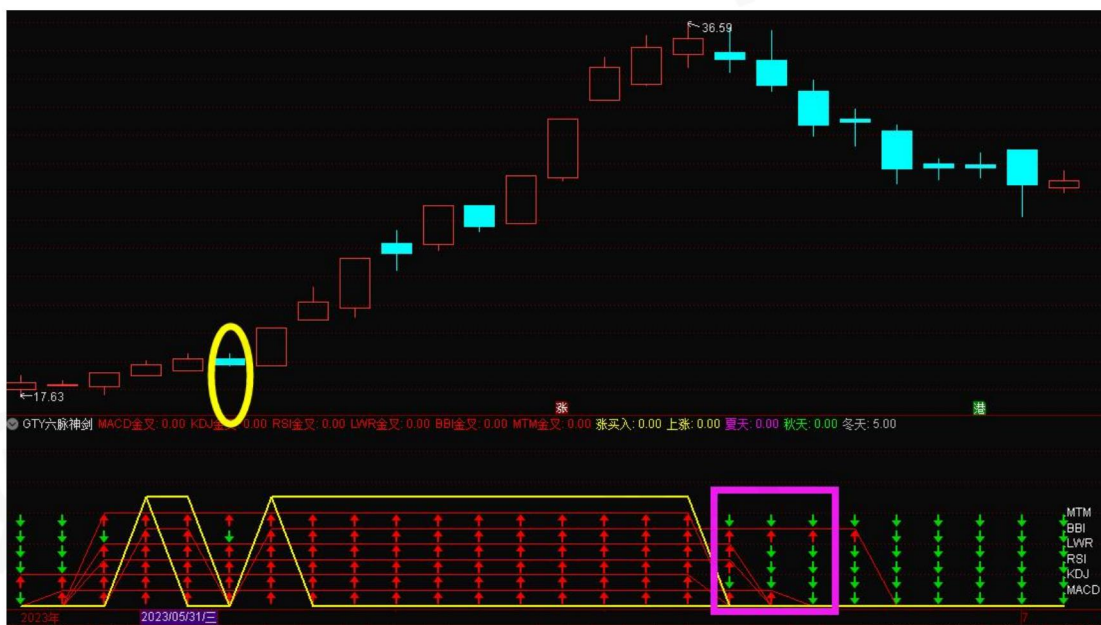 36.59
17.63
涨
港
GTY六脉神剑 MACD金叉: 0.00 KDJ金叉: 0.00 RSI金叉: 0.00 LWR金叉: 0.00 BBI金叉: 0.00 MTM金叉: 0.00 涨买入: 0.00 上涨: 0.00 夏天: 0.00 秋天: 0.00 冬天: 5.00
MTM
BBI
LWR
RSI
KDJ
MACD
2023年 2023/05/31/三 7